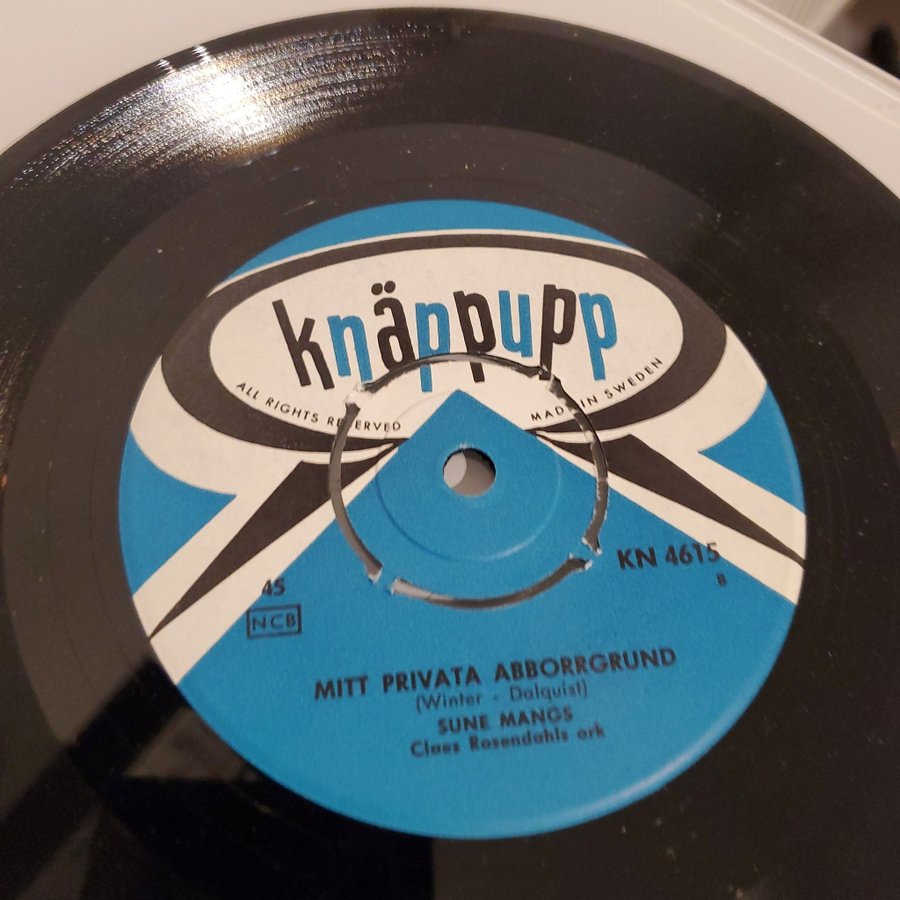 knäppupp
ALL RIGHTS RESERVED
MADE IN SWEDEN
KN 4615
B
45
NCB
MITT PRIVATA ABBORRGRUND
(Winter - Dalquist)
SUNE MANGS
Claes Rosendahls ork